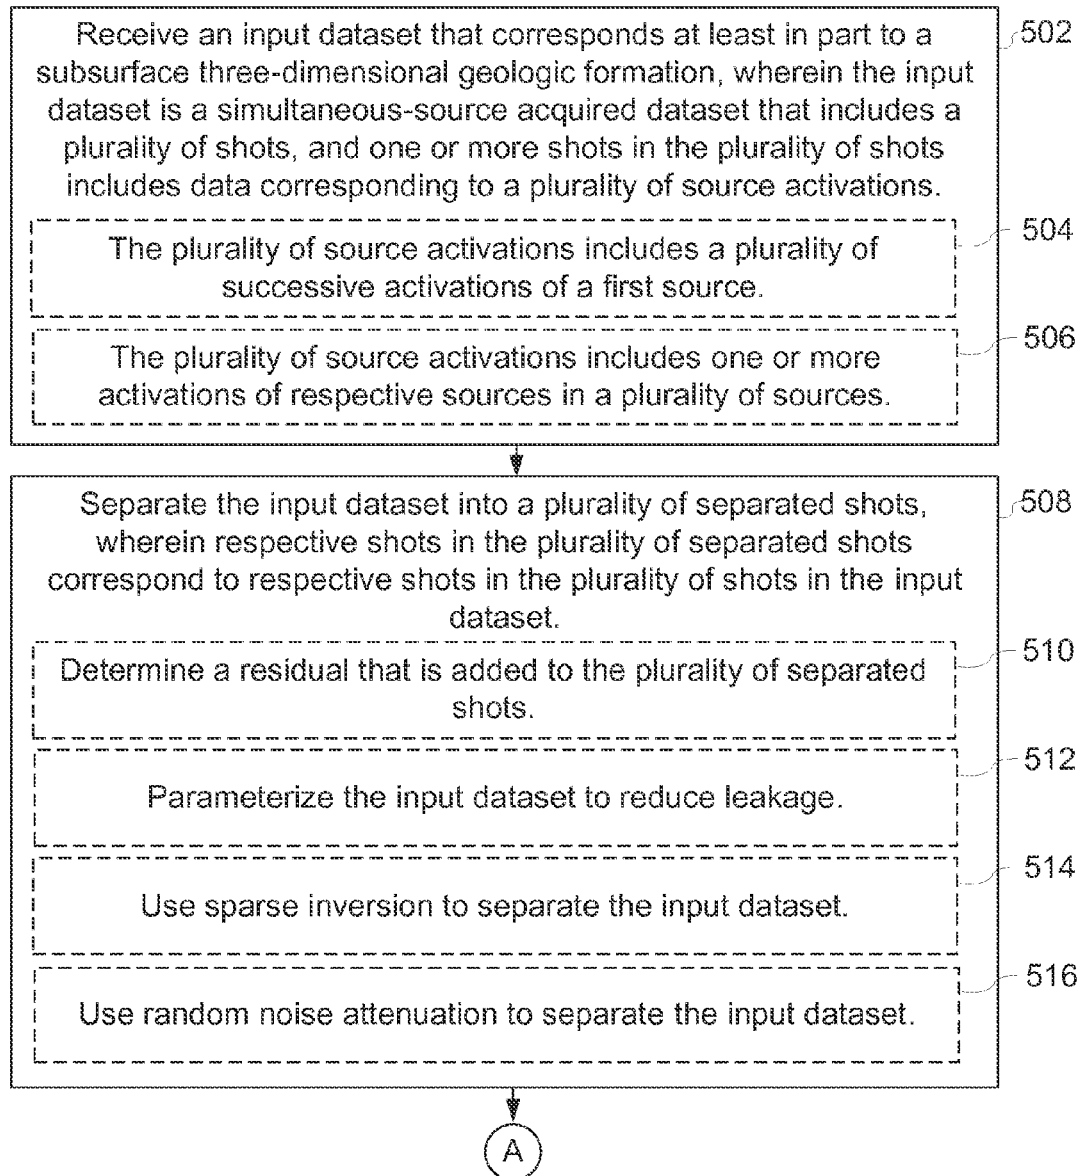 Receive an input dataset that corresponds at least in part to a
subsurface three-dimensional geologic formation, wherein the input
dataset is a simultaneous-source acquired dataset that includes a
plurality of shots, and one or more shots in the plurality of shots
includes data corresponding to a plurality of source activations.
502
The plurality of source activations includes a plurality of
successive activations of a first source.
504
The plurality of source activations includes one or more
activations of respective sources in a plurality of sources.
506
Separate the input dataset into a plurality of separated shots,
wherein respective shots in the plurality of separated shots
correspond to respective shots in the plurality of shots in the input
dataset.
508
Determine a residual that is added to the plurality of separated
shots.
510
Parameterize the input dataset to reduce leakage.
512
Use sparse inversion to separate the input dataset.
514
Use random noise attenuation to separate the input dataset.
516
A